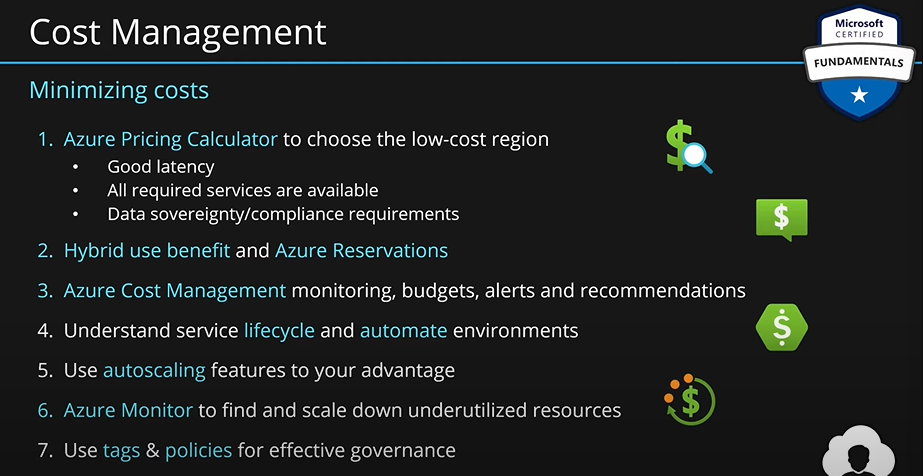 Cost Management
Microsoft
CERTIFIED
FUNDAMENTALS
Minimizing costs
1. Azure Pricing Calculator to choose the low-cost region
• Good latency
• All required services are available
• Data sovereignty/compliance requirements
2. Hybrid use benefit and Azure Reservations
3. Azure Cost Management monitoring, budgets, alerts and recommendations
4. Understand service lifecycle and automate environments
5. Use autoscaling features to your advantage
6. Azure Monitor to find and scale down underutilized resources
7. Use tags & policies for effective governance
$
$
$
$